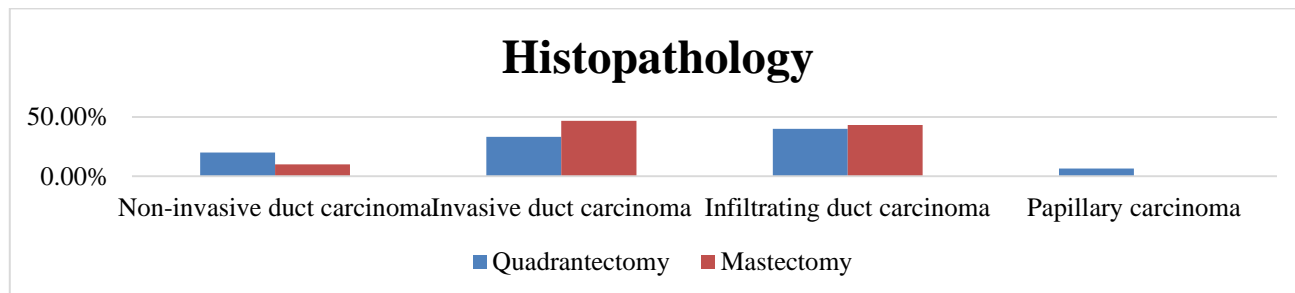 Histopathology
50.00%
0.00%
Non-invasive duct carcinoma Invasive duct carcinoma Infiltrating duct carcinoma Papillary carcinoma
Quadrantectomy Mastectomy